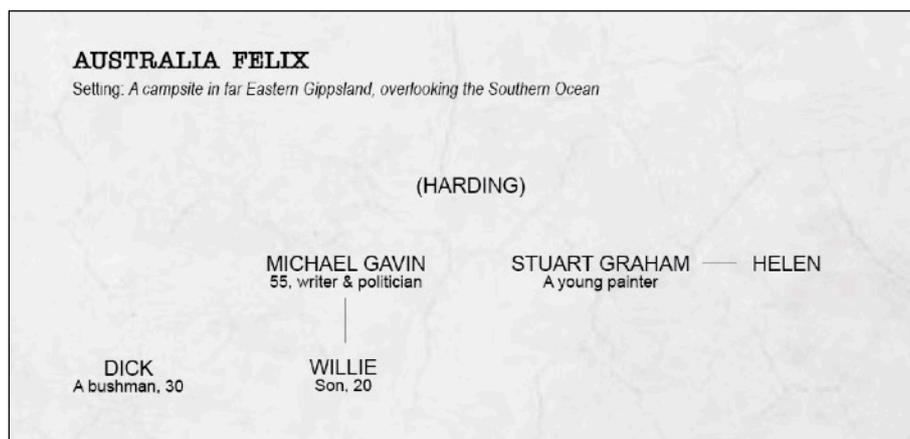 AUSTRALIA FELIX
Setting: A campsite in far Eastern Gippsland, overlooking the Southern Ocean
(HARDING)
MICHAEL GAVIN
55, writer & politician
STUART GRAHAM
A young painter
HELEN
DICK
A bushman, 30
WILLIE
Son, 20